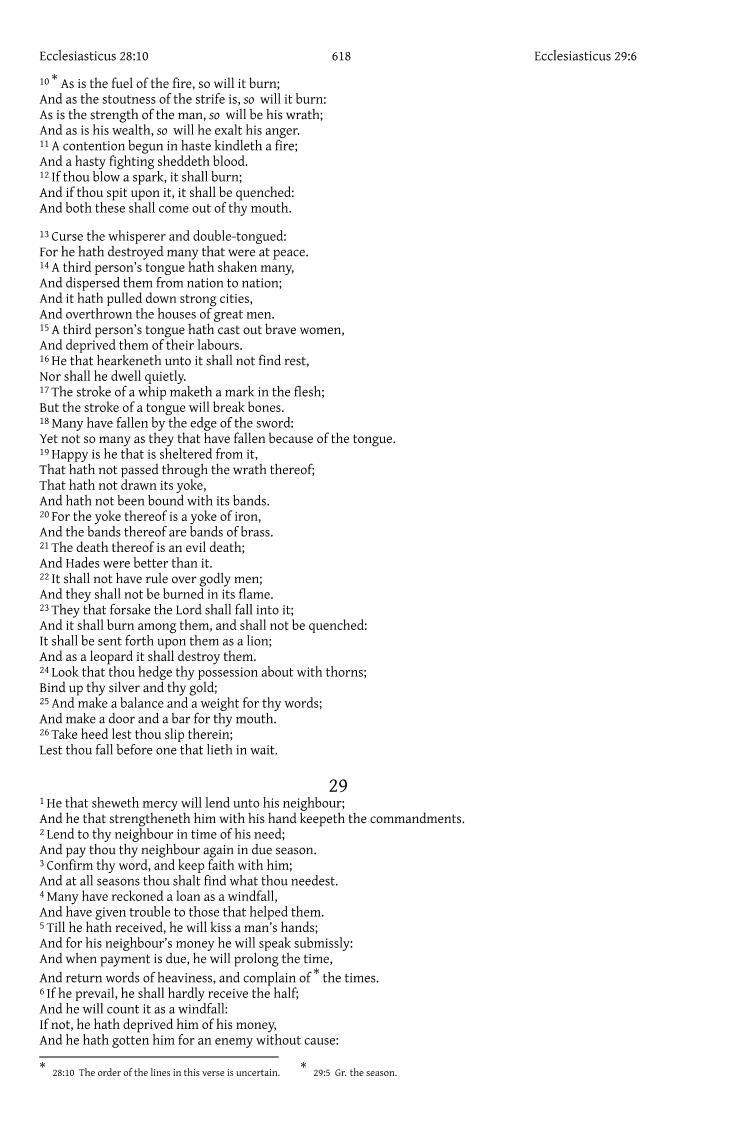 Ecclesiasticus 28:10 618 Ecclesiasticus 29:6
10 * As is the fuel of the fire, so will it burn;
And as the stoutness of the strife is, so will it burn:
As is the strength of the man, so will be his wrath;
And as is his wealth, so will he exalt his anger.
11 A contention begun in haste kindleth a fire;
And a hasty fighting sheddeth blood.
12 If thou blow a spark, it shall burn;
And if thou spit upon it, it shall be quenched:
And both these shall come out of thy mouth.
13 Curse the whisperer and double-tongued:
For he hath destroyed many that were at peace.
14 A third person's tongue hath shaken many,
And dispersed them from nation to nation;
And it hath pulled down strong cities,
And overthrown the houses of great men.
15 A third person's tongue hath cast out brave women,
And deprived them of their labours.
16 He that hearkeneth unto it shall not find rest,
Nor shall he dwell quietly.
17 The stroke of a whip maketh a mark in the flesh;
But the stroke of a tongue will break bones.
18 Many have fallen by the edge of the sword:
Yet not so many as they that have fallen because of the tongue.
19 Happy is he that is sheltered from it,
That hath not passed through the wrath thereof;
That hath not drawn its yoke,
And hath not been bound with its bands.
20 For the yoke thereof is a yoke of iron,
And the bands thereof are bands of brass.
21 The death thereof is an evil death;
And Hades were better than it.
22 It shall not have rule over godly men;
And they shall not be burned in its flame.
23 They that forsake the Lord shall fall into it;
And it shall burn among them, and shall not be quenched:
It shall be sent forth upon them as a lion;
And as a leopard it shall destroy them.
24 Look that thou hedge thy possession about with thorns;
Bind up thy silver and thy gold;
25 And make a balance and a weight for thy words;
And make a door and a bar for thy mouth.
26 Take heed lest thou slip therein;
Lest thou fall before one that lieth in wait.
29
1 He that sheweth mercy will lend unto his neighbour;
And he that strengtheneth him with his hand keepeth the commandments.
2 Lend to thy neighbour in time of his need;
And pay thou thy neighbour again in due season.
3 Confirm thy word, and keep faith with him;
And at all seasons thou shalt find what thou needest.
4 Many have reckoned a loan as a windfall,
And have given trouble to those that helped them.
5 Till he hath received, he will kiss a man's hands;
And for his neighbour's money he will speak submissly:
And when payment is due, he will prolong the time,
And return words of heaviness, and complain of * the times.
6 If he prevail, he shall hardly receive the half;
And he will count it as a windfall:
If not, he hath deprived him of his money,
And he hath gotten him for an enemy without cause:
* 28:10 The order of the lines in this verse is uncertain. * 29:5 Gr. the season.